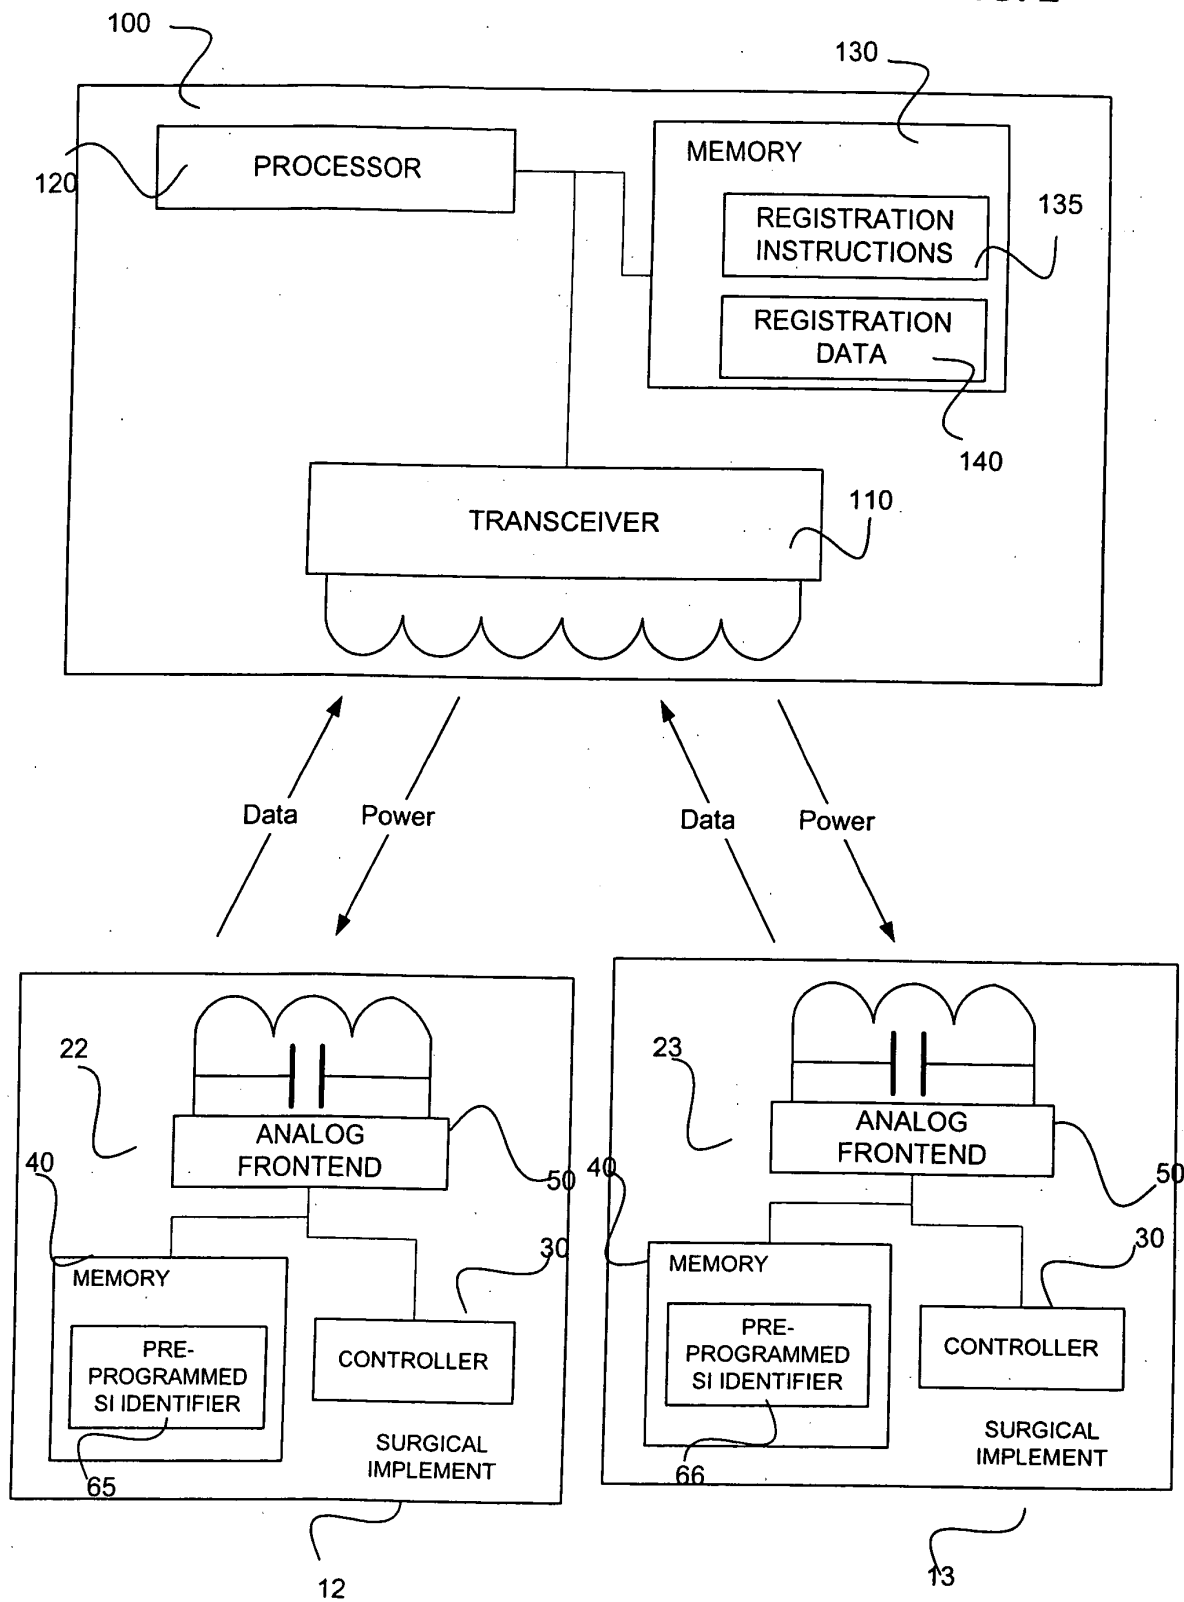 100
130
PROCESSOR
MEMORY
120
REGISTRATION
INSTRUCTIONS
135
REGISTRATION
DATA
140
TRANSCEIVER
110
Data
Power
Data
Power
22
ANALOG
FRONTEND
40
50
30
MEMORY
PRE-
PROGRAMMED
SI IDENTIFIER
65
CONTROLLER
SURGICAL
IMPLEMENT
12
23
ANALOG
FRONTEND
40
50
30
MEMORY
PRE-
PROGRAMMED
SI IDENTIFIER
66
CONTROLLER
SURGICAL
IMPLEMENT
13